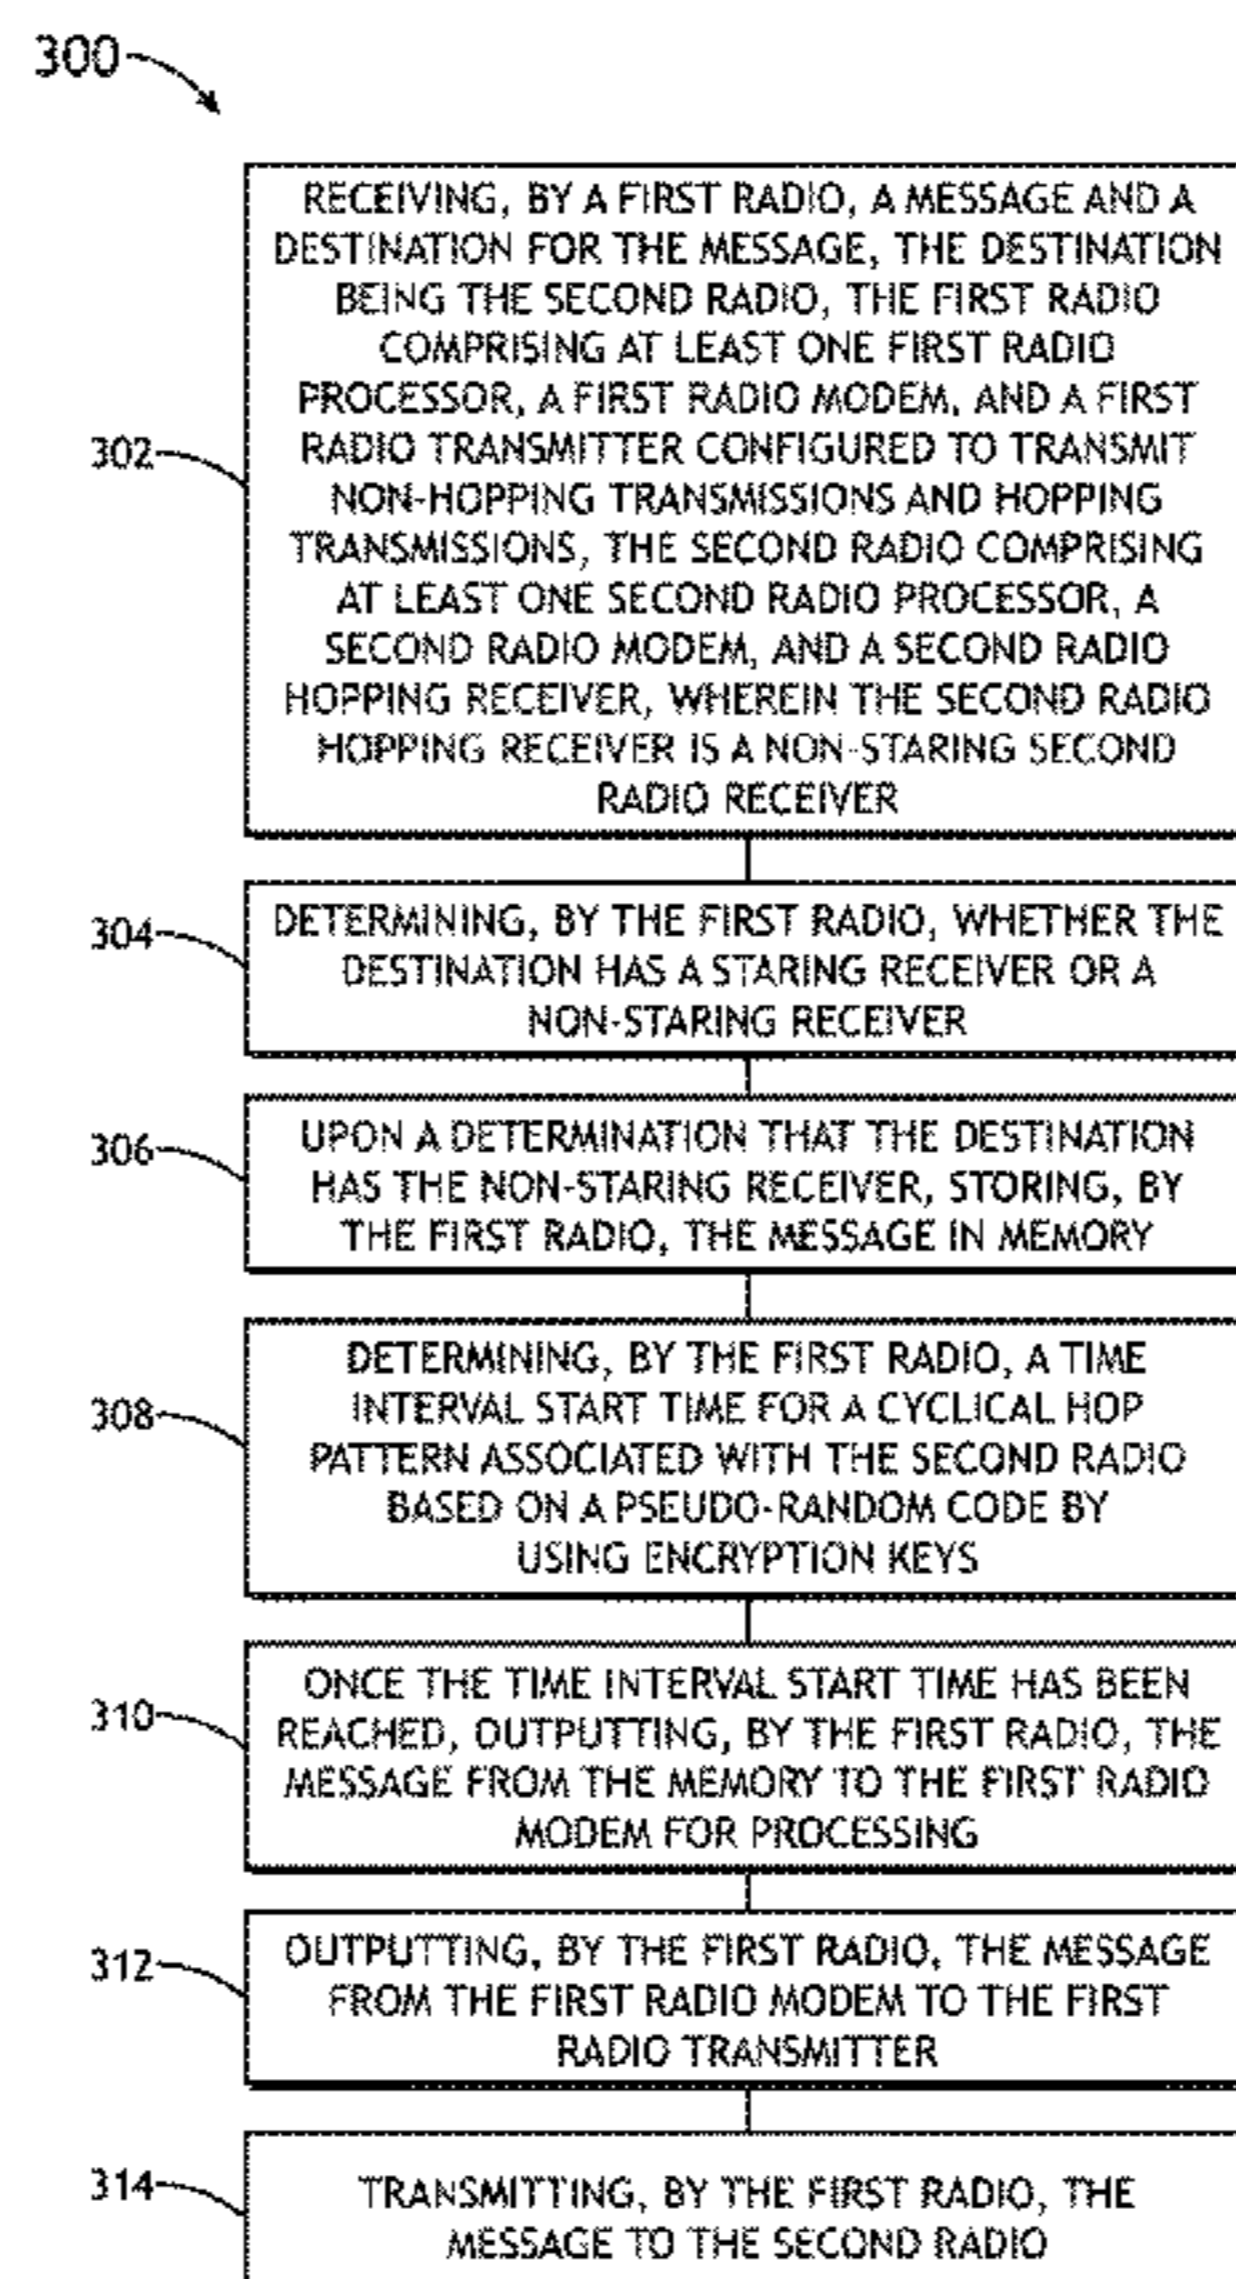 300
RECEIVING, BY A FIRST RADIO, A MESSAGE AND A
DESTINATION FOR THE MESSAGE, THE DESTINATION
BEING THE SECOND RADIO, THE FIRST RADIO
COMPRISING AT LEAST ONE FIRST RADIO
PROCESSOR, A FIRST RADIO MODEM, AND A FIRST
302
RADIO TRANSMITTER CONFIGURED TO TRANSMIT
NON-HOPPING TRANSMISSIONS AND HOPPING
TRANSMISSIONS, THE SECOND RADIO COMPRISING
AT LEAST ONE SECOND RADIO PROCESSOR, A
SECOND RADIO MODEM, AND A SECOND RADIO
HOPPING RECEIVER, WHEREIN THE SECOND RADIO
HOPPING RECEIVER IS A NON-STARING SECOND
RADIO RECEIVER
304
DETERMINING, BY THE FIRST RADIO, WHETHER THE
DESTINATION HAS A STARING RECEIVER OR A
NON-STARING RECEIVER
306
UPON A DETERMINATION THAT THE DESTINATION
HAS THE NON-STARING RECEIVER, STORING, BY
THE FIRST RADIO, THE MESSAGE IN MEMORY
308
DETERMINING, BY THE FIRST RADIO, A TIME
INTERVAL START TIME FOR A CYCLICAL HOP
PATTERN ASSOCIATED WITH THE SECOND RADIO
BASED ON A PSEUDO-RANDOM CODE BY
USING ENCRYPTION KEYS
310
ONCE THE TIME INTERVAL START TIME HAS BEEN
REACHED, OUTPUTTING, BY THE FIRST RADIO, THE
MESSAGE FROM THE MEMORY TO THE FIRST RADIO
MODEM FOR PROCESSING
312
OUTPUTTING, BY THE FIRST RADIO, THE MESSAGE
FROM THE FIRST RADIO MODEM TO THE FIRST
RADIO TRANSMITTER
314
TRANSMITTING, BY THE FIRST RADIO, THE
MESSAGE TO THE SECOND RADIO